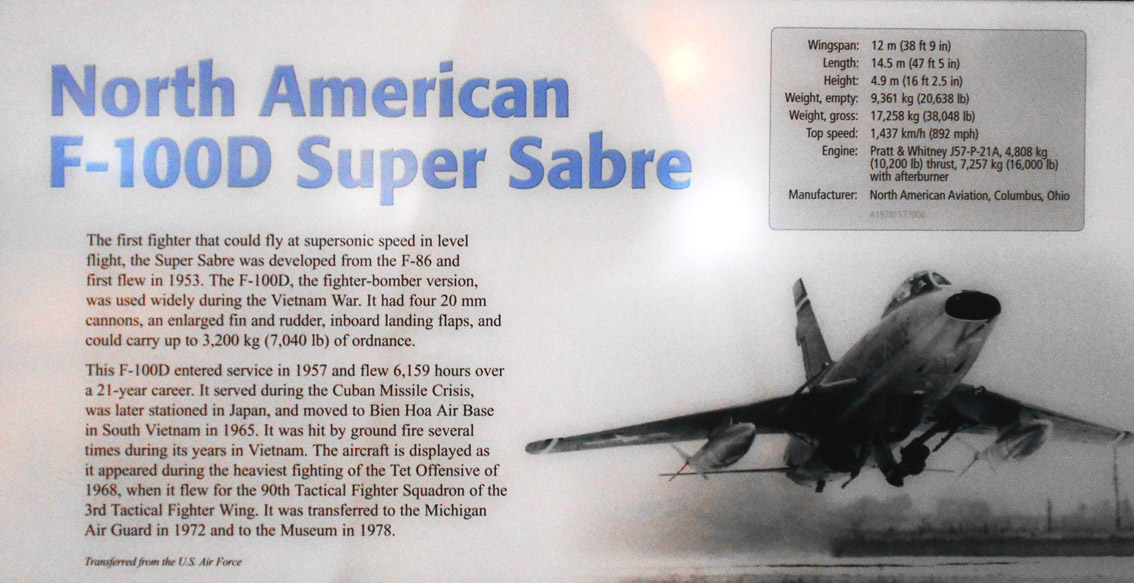 North American
F-100D Super Sabre
Wingspan: 12 m (38 ft 9 in)
Length: 14.5 m (47 ft 5 in)
Height: 4.9 m (16 ft 2.5 in)
Weight, empty: 9,361 kg (20,638 lb)
Weight, gross: 17,258 kg (38,048 lb)
Top speed: 1,437 km/h (892 mph)
Engine: Pratt & Whitney J57-P-21A, 4,808 kg
(10,200 lb) thrust, 7,257 kg (16,000 lb)
with afterburner
Manufacturer: North American Aviation, Columbus, Ohio
A19781577000
The first fighter that could fly at supersonic speed in level
flight, the Super Sabre was developed from the F-86 and
first flew in 1953. The F-100D, the fighter-bomber version,
was used widely during the Vietnam War. It had four 20 mm
cannons, an enlarged fin and rudder, inboard landing flaps, and
could carry up to 3,200 kg (7,040 lb) of ordnance.
This F-100D entered service in 1957 and flew 6,159 hours over
a 21-year career. It served during the Cuban Missile Crisis,
was later stationed in Japan, and moved to Bien Hoa Air Base
in South Vietnam in 1965. It was hit by ground fire several
times during its years in Vietnam. The aircraft is displayed as
it appeared during the heaviest fighting of the Tet Offensive of
1968, when it flew for the 90th Tactical Fighter Squadron of the
3rd Tactical Fighter Wing. It was transferred to the Michigan
Air Guard in 1972 and to the Museum in 1978.
Transferred from the U.S. Air Force